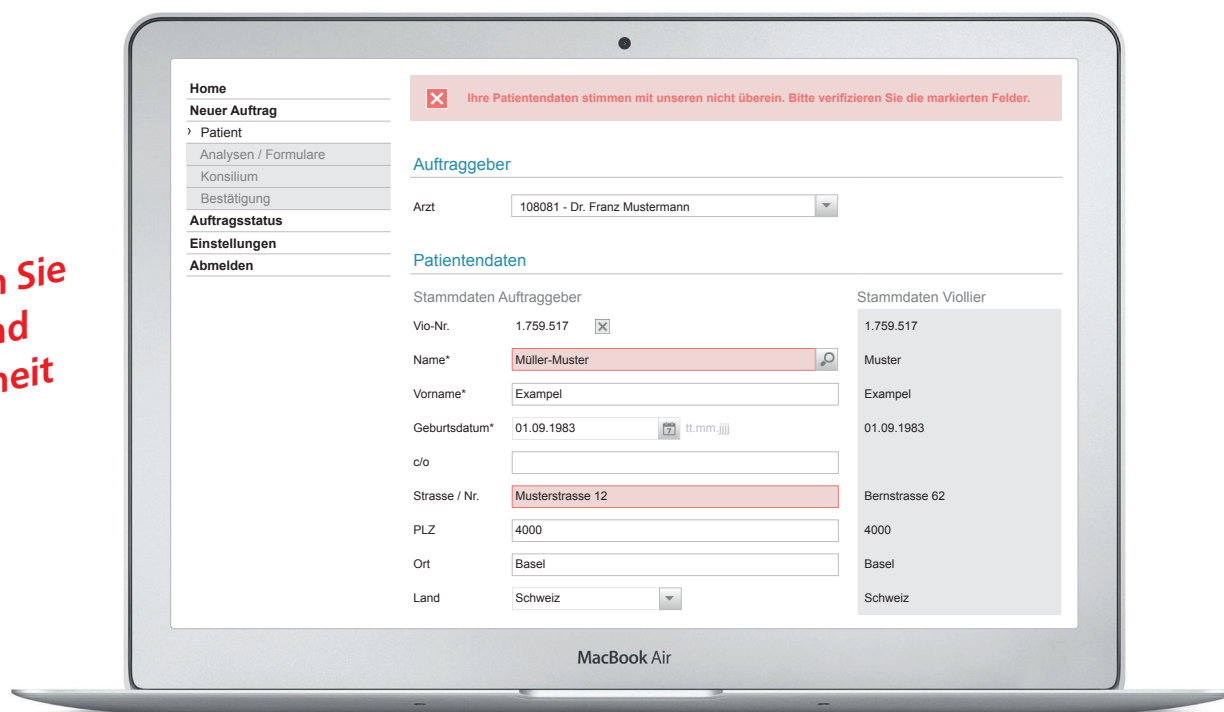 Sie
Home
Neuer Auftrag
› Patient
Analysen / Formulare
Konsilium
Bestätigung
Auftragsstatus
Einstellungen
Abmelden
Ihre Patientendaten stimmen mit unseren nicht überein. Bitte verifizieren Sie die markierten Felder.
Auftraggeber
Arzt 108081 - Dr. Franz Mustermann
Patientendaten
Stammdaten Auftraggeber Stammdaten Viollier
Vio-Nr. 1.759.517 1.759.517
Name* Müller-Muster Muster
Vorname* Exampel Exampel
Geburtsdatum* 01.09.1983 7 tt.mm.jjjj 01.09.1983
c/o
Strasse / Nr. Musterstrasse 12 Bernstrasse 62
PLZ 4000 4000
Ort Basel Basel
Land Schweiz Schweiz
MacBook Air